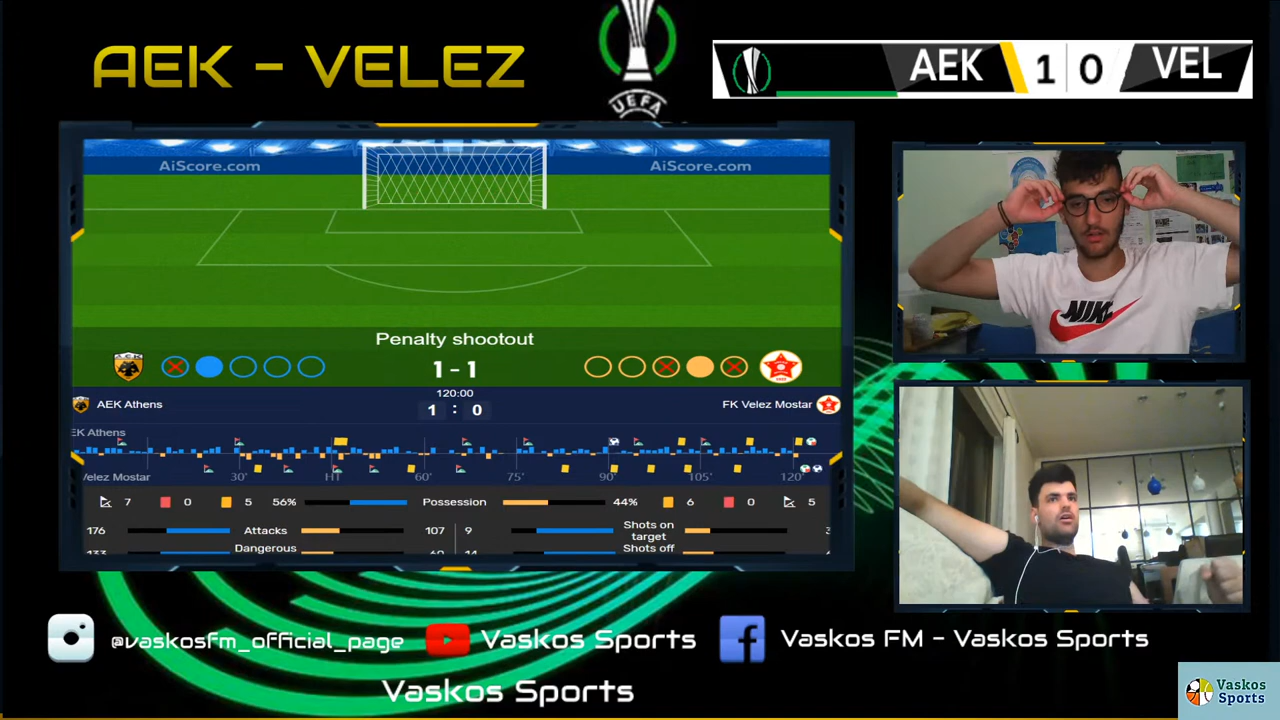 AEK - VELEZ
UEFA
AEK 1 0 VEL
AiScore.com AiScore.com
Penalty shootout
1 - 1
120:00
AEK Athens 1 : 0 FK Velez Mostar
EK Athens
/elez Mostar 30' HT 60' 75' 90' 105' 120'
7 0 5 56% Possession 44% 6 0 5
176 Attacks 107 9 Shots on target
Dangerous Shots off
NIKE
@vaskosfm_official_page Vaskos Sports Vaskos FM - Vaskos Sports
Vaskos Sports
Vaskos Sports